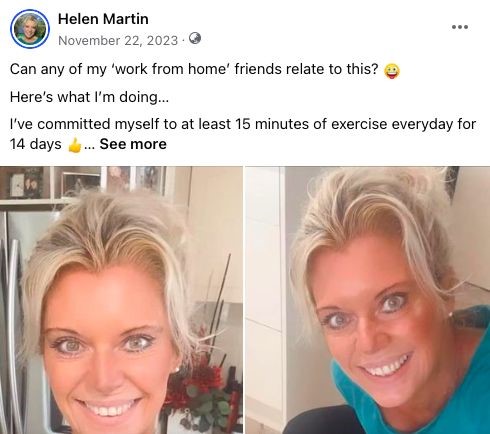 Helen Martin
November 22, 2023 ·
Can any of my ‘work from home’ friends relate to this? 🤪
Here’s what I’m doing...
I’ve committed myself to at least 15 minutes of exercise everyday for
14 days 👍... See more